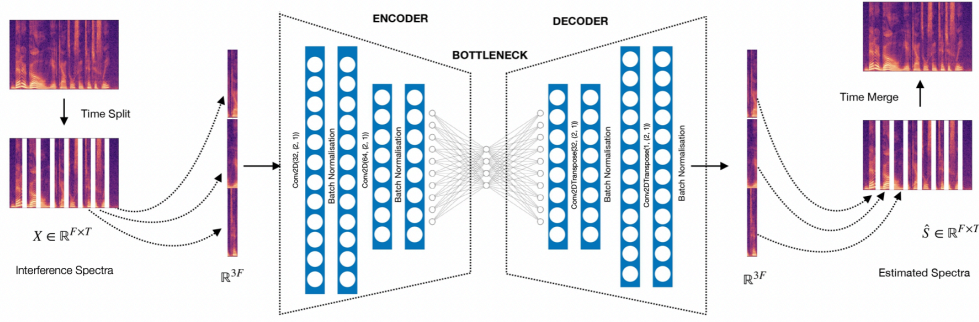 ENCODER
DECODER
BOTTLENECK
Time Split
Time Merge
Conv2D(32, (2, 1))
Batch Normalisation
Conv2D(64, (2, 1))
Batch Normalisation
Conv2DTranspose(32, (2, 1))
Batch Normalisation
Conv2DTranspose(1, (2, 1))
Batch Normalisation
X ∈ ℝ^{F×T}
Interference Spectra
ℝ^{3F}
ℝ^{3F}
Ŝ ∈ ℝ^{F×T}
Estimated Spectra